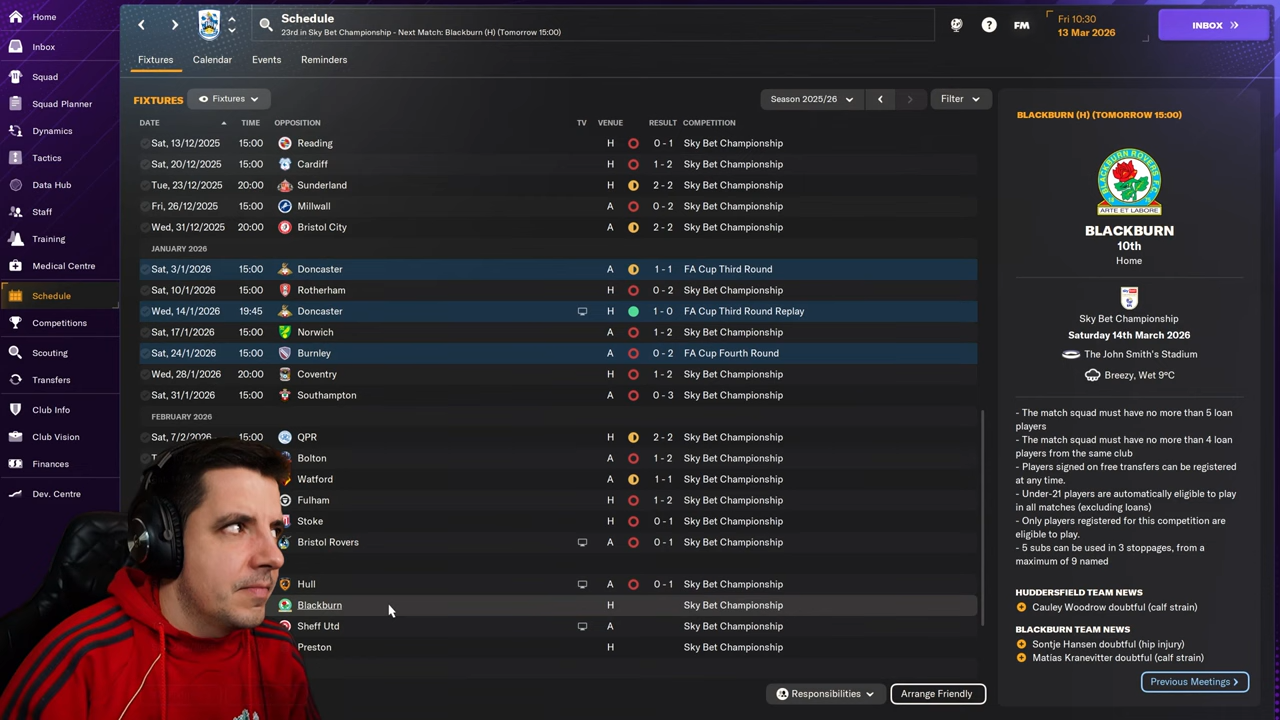 Home
Inbox
Squad
Squad Planner
Dynamics
Tactics
Data Hub
Staff
Training
Medical Centre
Schedule
Competitions
Scouting
Transfers
Club Info
Club Vision
Finances
Dev. Centre
Schedule
23rd in Sky Bet Championship - Next Match: Blackburn (H) (Tomorrow 15:00)
FM
Fri 10:30
13 Mar 2026
INBOX
Fixtures Calendar Events Reminders
FIXTURES Fixtures Season 2025/26 Filter
DATE TIME OPPOSITION TV VENUE RESULT COMPETITION
Sat, 13/12/2025 15:00 Reading H 0 - 1 Sky Bet Championship
Sat, 20/12/2025 15:00 Cardiff H 1 - 2 Sky Bet Championship
Tue, 23/12/2025 20:00 Sunderland H 2 - 2 Sky Bet Championship
Fri, 26/12/2025 15:00 Millwall A 0 - 2 Sky Bet Championship
Wed, 31/12/2025 20:00 Bristol City A 2 - 2 Sky Bet Championship
JANUARY 2026
Sat, 3/1/2026 15:00 Doncaster A 1 - 1 FA Cup Third Round
Sat, 10/1/2026 15:00 Rotherham A 0 - 2 Sky Bet Championship
Wed, 14/1/2026 19:45 Doncaster H 1 - 0 FA Cup Third Round Replay
Sat, 17/1/2026 15:00 Norwich A 1 - 2 Sky Bet Championship
Sat, 24/1/2026 15:00 Burnley A 0 - 2 FA Cup Fourth Round
Wed, 28/1/2026 20:00 Coventry H 1 - 2 Sky Bet Championship
Sat, 31/1/2026 15:00 Southampton A 0 - 3 Sky Bet Championship
FEBRUARY 2026
Sat, 7/2/2026 15:00 QPR H 2 - 2 Sky Bet Championship
Bolton A 1 - 2 Sky Bet Championship
Watford A 1 - 1 Sky Bet Championship
Fulham H 1 - 2 Sky Bet Championship
Stoke H 0 - 1 Sky Bet Championship
Bristol Rovers A 0 - 1 Sky Bet Championship
Hull A 0 - 1 Sky Bet Championship
Blackburn H Sky Bet Championship
Sheff Utd A Sky Bet Championship
Preston H Sky Bet Championship
Responsibilities Arrange Friendly
BLACKBURN (H) (TOMORROW 15:00)
BLACKBURN ROVERS F.C.
ARTE ET LABORE
BLACKBURN
10th
Home
Sky Bet Championship
Saturday 14th March 2026
The John Smith's Stadium
Breezy, Wet 9ºC
- The match squad must have no more than 5 loan
players
- The match squad must have no more than 4 loan
players from the same club
- Players signed on free transfers can be registered
at any time.
- Under-21 players are automatically eligible to play
in all matches (excluding loans)
- Only players registered for this competition are
eligible to play.
- 5 subs can be used in 3 stoppages, from a
maximum of 9 named
HUDDERSFIELD TEAM NEWS
Cauley Woodrow doubtful (calf strain)
BLACKBURN TEAM NEWS
Sontje Hansen doubtful (hip injury)
Matías Kranevitter doubtful (calf strain)
Previous Meetings